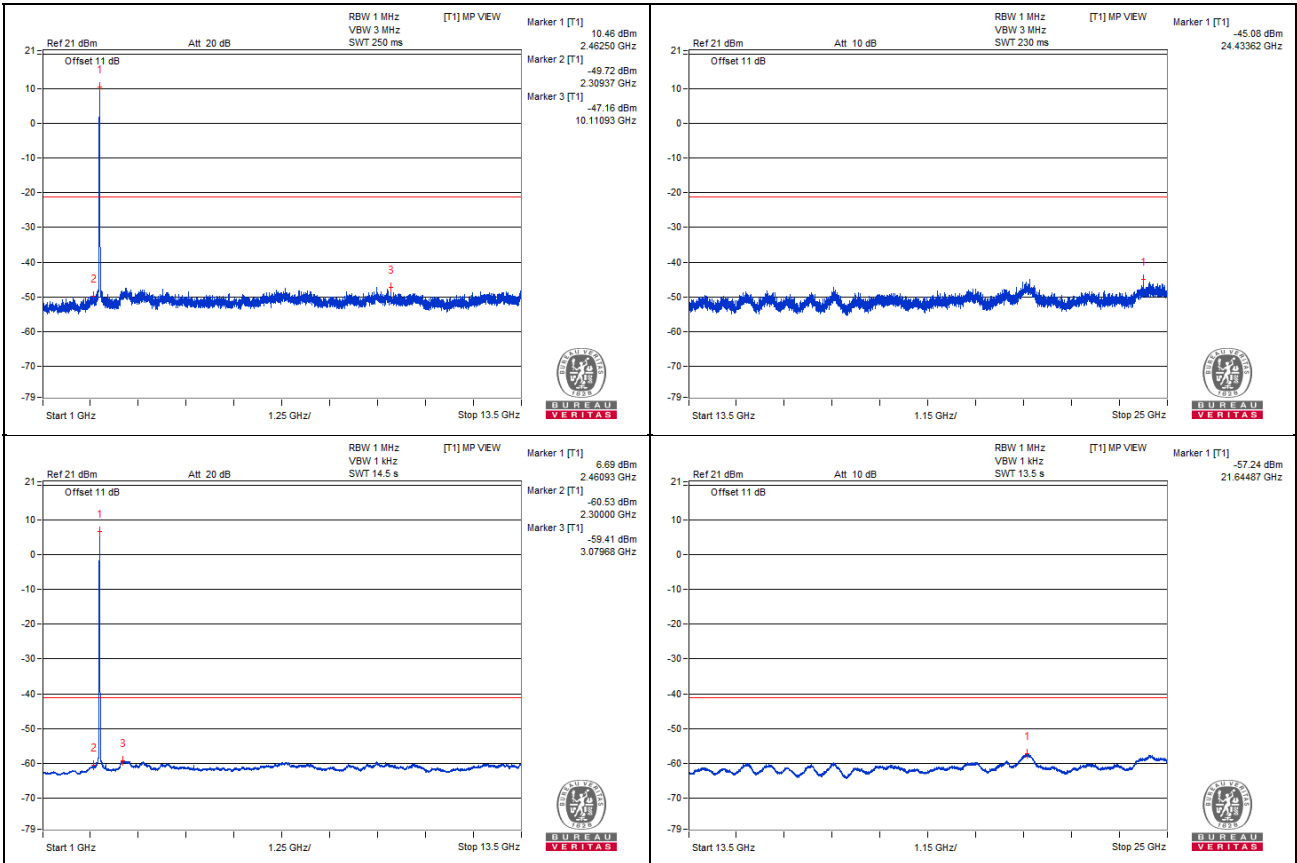 RBW 1 MHz [T1] MP VIEW
VBW 3 MHz
Ref 21 dBm Att 20 dB SWT 250 ms
Offset 11 dB
Marker 1 [T1]
10.46 dBm
2.46250 GHz
Marker 2 [T1]
-49.72 dBm
2.30937 GHz
Marker 3 [T1]
-47.16 dBm
10.11093 GHz
21
10
0
-10
-20
-30
-40
-50
-60
-70
-79
1
2
3
Start 1 GHz 1.25 GHz/ Stop 13.5 GHz
BUREAU VERITAS
1828
BUREAU
VERITAS
RBW 1 MHz [T1] MP VIEW
VBW 3 MHz
Ref 21 dBm Att 10 dB SWT 230 ms
Offset 11 dB
Marker 1 [T1]
-45.08 dBm
24.43362 GHz
21
10
0
-10
-20
-30
-40
-50
-60
-70
-79
1
Start 13.5 GHz 1.15 GHz/ Stop 25 GHz
BUREAU VERITAS
1828
BUREAU
VERITAS
RBW 1 MHz [T1] MP VIEW
VBW 1 kHz
Ref 21 dBm Att 20 dB SWT 14.5 s
Offset 11 dB
Marker 1 [T1]
6.69 dBm
2.46093 GHz
Marker 2 [T1]
-60.53 dBm
2.30000 GHz
Marker 3 [T1]
-59.41 dBm
3.07968 GHz
21
10
0
-10
-20
-30
-40
-50
-60
-70
-79
1
2
3
Start 1 GHz 1.25 GHz/ Stop 13.5 GHz
BUREAU VERITAS
1828
BUREAU
VERITAS
RBW 1 MHz [T1] MP VIEW
VBW 1 kHz
Ref 21 dBm Att 10 dB SWT 13.5 s
Offset 11 dB
Marker 1 [T1]
-57.24 dBm
21.64487 GHz
21
10
0
-10
-20
-30
-40
-50
-60
-70
-79
1
Start 13.5 GHz 1.15 GHz/ Stop 25 GHz
BUREAU VERITAS
1828
BUREAU
VERITAS